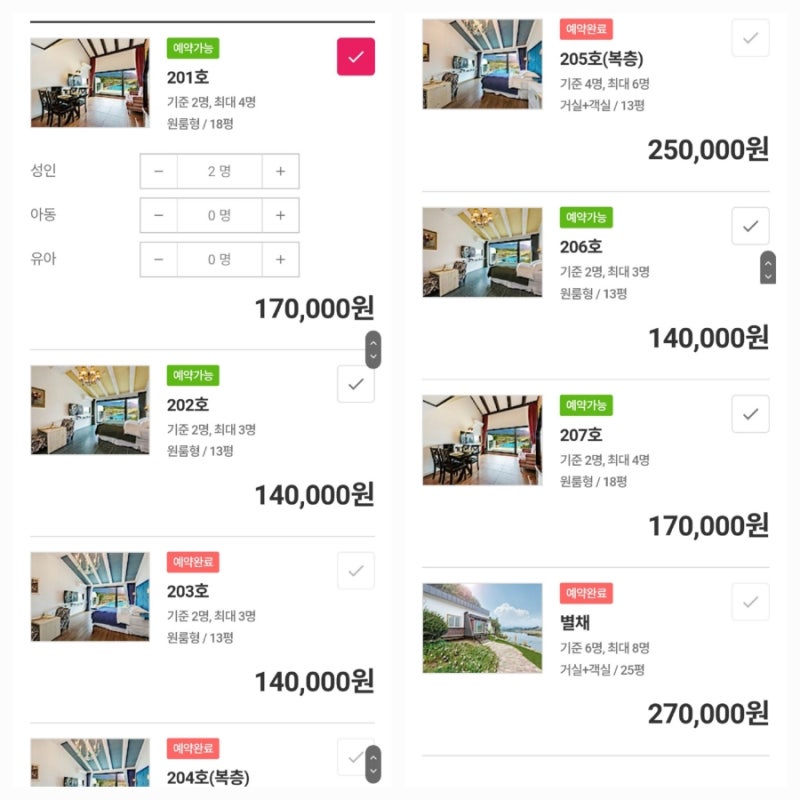 예약가능
201호
기준 2명, 최대 4명
원룸형 / 18평
성인
− 2 명 +
아동
− 0 명 +
유아
− 0 명 +
170,000원
예약가능
202호
기준 2명, 최대 3명
원룸형 / 13평
140,000원
예약완료
203호
기준 2명, 최대 3명
원룸형 / 13평
140,000원
예약완료
204호(복층)
예약완료
205호(복층)
기준 4명, 최대 6명
거실+객실 / 13평
250,000원
예약가능
206호
기준 2명, 최대 3명
원룸형 / 13평
140,000원
예약가능
207호
기준 2명, 최대 4명
원룸형 / 18평
170,000원
예약완료
별채
기준 6명, 최대 8명
거실+객실 / 25평
270,000원